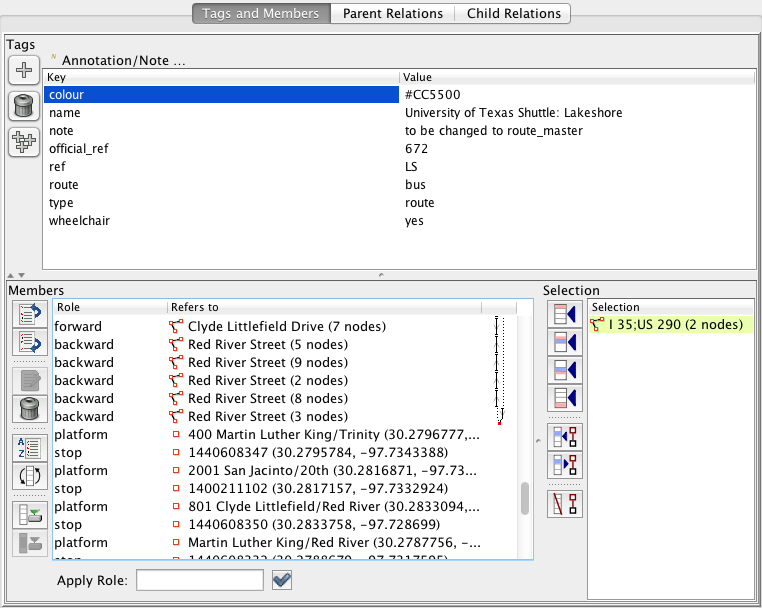 Tags and Members Parent Relations Child Relations
Tags
Annotation/Note ...
Key Value
colour #CC5500
name University of Texas Shuttle: Lakeshore
note to be changed to route_master
official_ref 672
ref LS
route bus
type route
wheelchair yes
Members Selection
Role Refers to Selection
forward Clyde Littlefield Drive (7 nodes) I 35;US 290 (2 nodes)
backward Red River Street (5 nodes)
backward Red River Street (9 nodes)
backward Red River Street (2 nodes)
backward Red River Street (8 nodes)
backward Red River Street (3 nodes)
platform 400 Martin Luther King/Trinity (30.2796777,...
stop 1440608347 (30.2795784, -97.7343388)
platform 2001 San Jacinto/20th (30.2816871, -97.73...
stop 1400211102 (30.2817157, -97.7332924)
platform 801 Clyde Littlefield/Red River (30.2833094,...
stop 1440608350 (30.2833758, -97.728699)
platform Martin Luther King/Red River (30.2787756, -...
Apply Role: